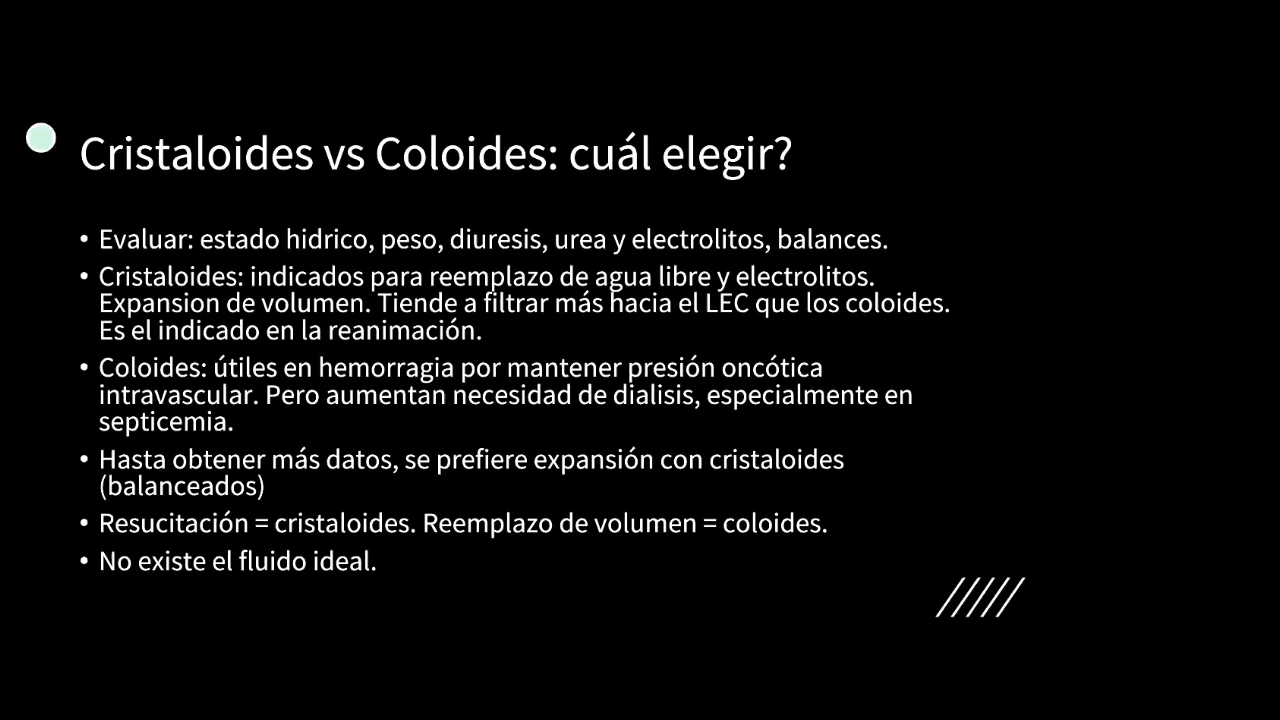 Cristaloides vs Coloides: cuál elegir?
• Evaluar: estado hidrico, peso, diuresis, urea y electrolitos, balances.
• Cristaloides: indicados para reemplazo de agua libre y electrolitos.
Expansion de volumen. Tiende a filtrar más hacia el LEC que los coloides.
Es el indicado en la reanimación.
• Coloides: útiles en hemorragia por mantener presión oncótica
intravascular. Pero aumentan necesidad de dialisis, especialmente en
septicemia.
• Hasta obtener más datos, se prefiere expansión con cristaloides
(balanceados)
• Resucitación = cristaloides. Reemplazo de volumen = coloides.
• No existe el fluido ideal.